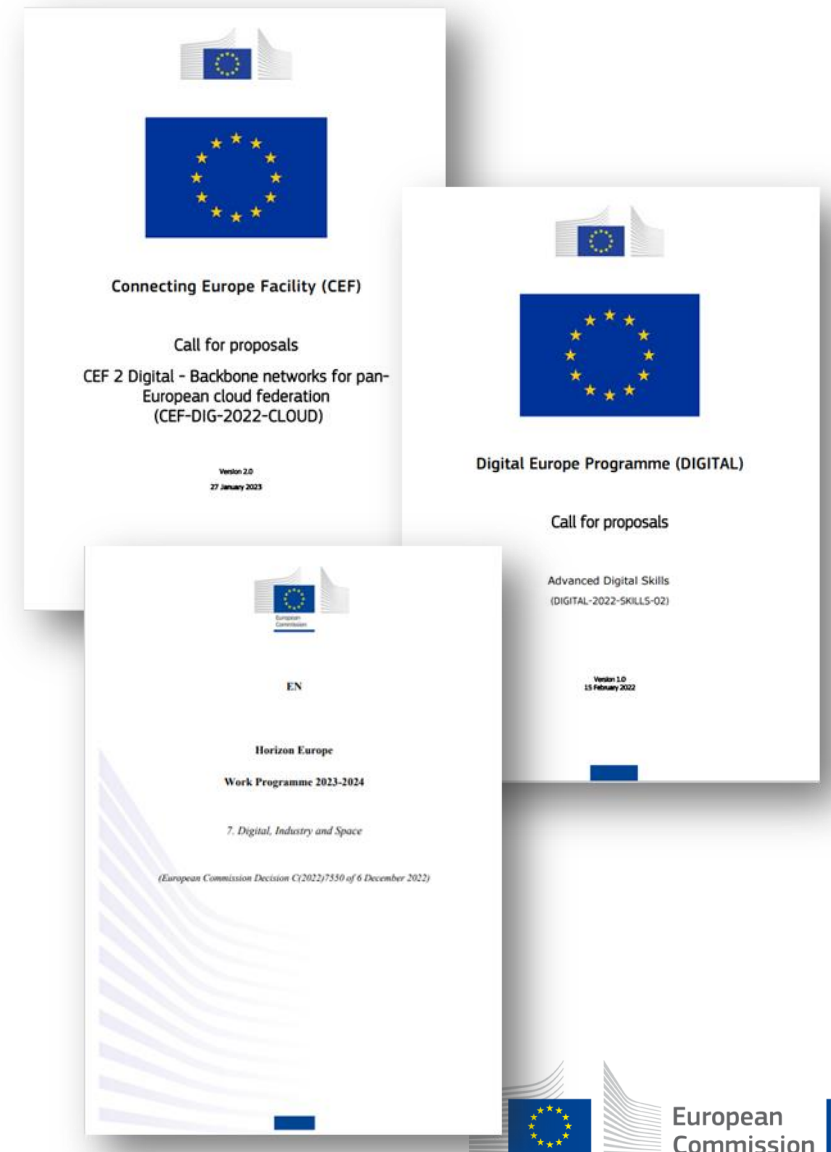 Connecting Europe Facility (CEF)
Call for proposals
CEF 2 Digital - Backbone networks for pan-
European cloud federation
(CEF-DIG-2022-CLOUD)
Version 2.0
27 January 2023
Digital Europe Programme (DIGITAL)
Call for proposals
Advanced Digital Skills
(DIGITAL-2022-SKILLS-02)
Version 1.0
15 February 2022
European
Commission
EN
Horizon Europe
Work Programme 2023-2024
7. Digital, Industry and Space
(European Commission Decision C(2022)7550 of 6 December 2022)
European
Commission